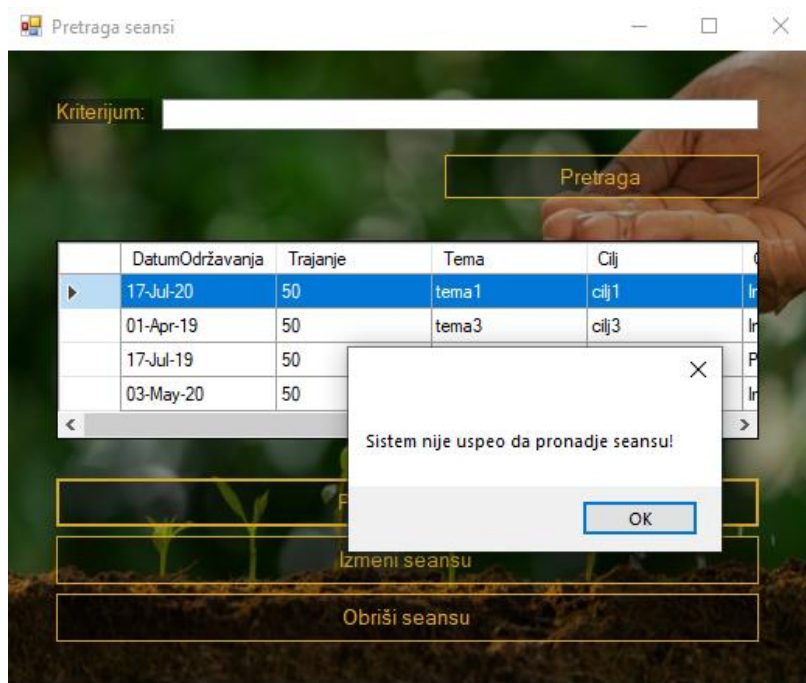 Pretraga seansi
Kriterijum:
Pretraga
DatumOdržavanja Trajanje Tema Cilj
17-Jul-20 50 tema1 cilj1
01-Apr-19 50 tema3 cilj3
17-Jul-19 50
03-May-20 50
Sistem nije uspeo da pronadje seansu!
OK
Izmeni seansu
Obriši seansu